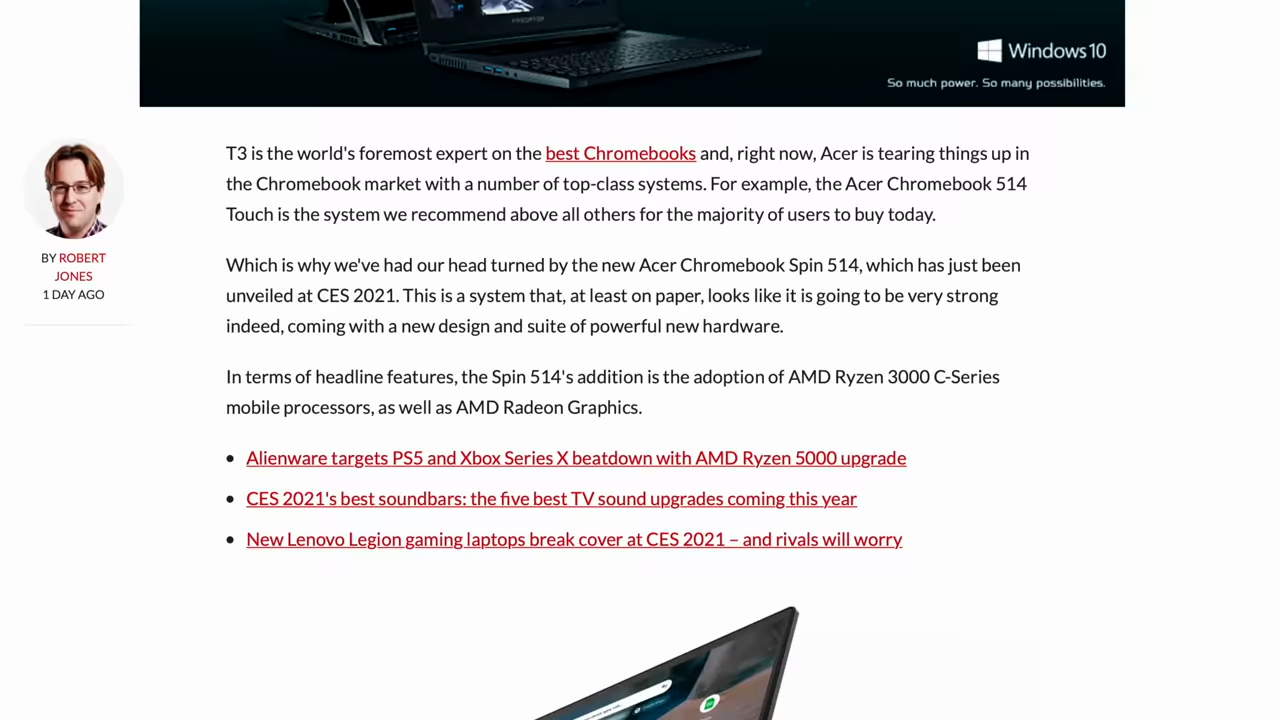 PREDATOR
Windows 10
So much power. So many possibilities.
BY ROBERT
JONES
1 DAY AGO
T3 is the world's foremost expert on the best Chromebooks and, right now, Acer is tearing things up in
the Chromebook market with a number of top-class systems. For example, the Acer Chromebook 514
Touch is the system we recommend above all others for the majority of users to buy today.
Which is why we've had our head turned by the new Acer Chromebook Spin 514, which has just been
unveiled at CES 2021. This is a system that, at least on paper, looks like it is going to be very strong
indeed, coming with a new design and suite of powerful new hardware.
In terms of headline features, the Spin 514's addition is the adoption of AMD Ryzen 3000 C-Series
mobile processors, as well as AMD Radeon Graphics.
Alienware targets PS5 and Xbox Series X beatdown with AMD Ryzen 5000 upgrade
CES 2021's best soundbars: the five best TV sound upgrades coming this year
New Lenovo Legion gaming laptops break cover at CES 2021 – and rivals will worry